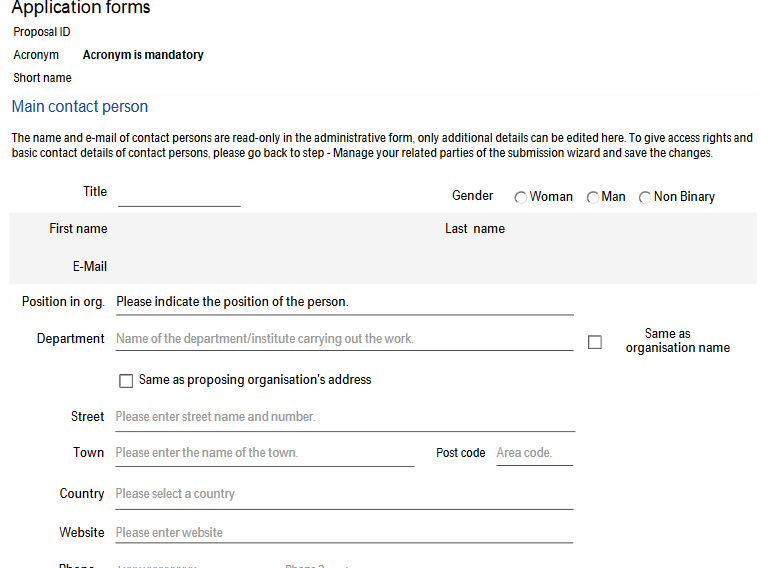 Application forms
Proposal ID
Acronym Acronym is mandatory
Short name
Main contact person
The name and e-mail of contact persons are read-only in the administrative form, only additional details can be edited here. To give access rights and
basic contact details of contact persons, please go back to step - Manage your related parties of the submission wizard and save the changes.
Title Gender Woman Man Non Binary
First name Last name
E-Mail
Position in org. Please indicate the position of the person.
Department Name of the department/institute carrying out the work. Same as organisation name
Same as proposing organisation's address
Street Please enter street name and number.
Town Please enter the name of the town. Post code Area code.
Country Please select a country
Website Please enter website